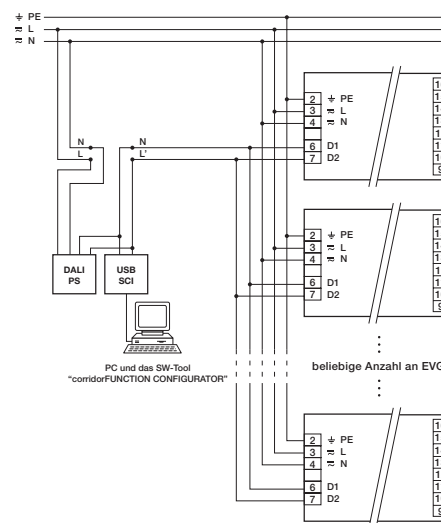 ⏚ PE
≂ L
≂ N
2 ⏚ PE
3 ≂ L
4 ≂ N
6 D1
7 D2
N
L
N
L'
2 ⏚ PE
3 ≂ L
4 ≂ N
6 D1
7 D2
DALI
PS
USB
SCI
PC und das SW-Tool
"corridorFUNCTION CONFIGURATOR"
beliebige Anzahl an EVG
2 ⏚ PE
3 ≂ L
4 ≂ N
6 D1
7 D2